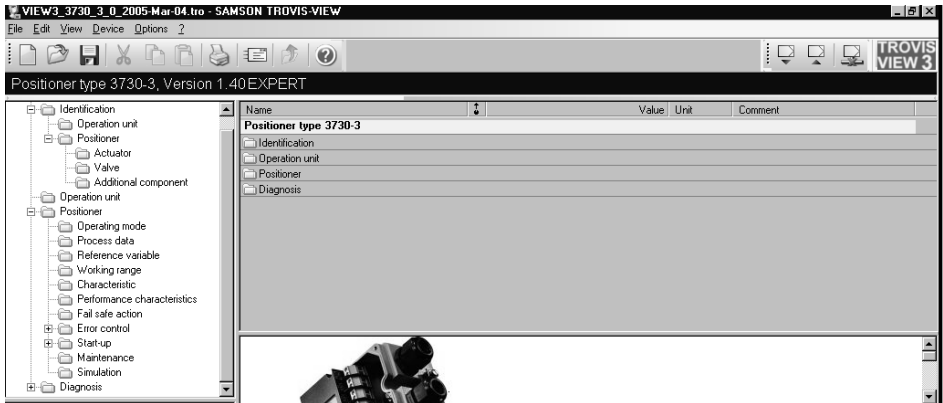 VIEW3_3730_3_0_2005-Mar-04.tro - SAMSON TROVIS-VIEW
File Edit View Device Options ?
TROVIS
VIEW 3
Positioner type 3730-3, Version 1.40EXPERT
Identification
Operation unit
Positioner
Actuator
Valve
Additional component
Operation unit
Positioner
Operating mode
Process data
Reference variable
Working range
Characteristic
Performance characteristics
Fail safe action
Error control
Start-up
Maintenance
Simulation
Diagnosis
Name Value Unit Comment
Positioner type 3730-3
Identification
Operation unit
Positioner
Diagnosis